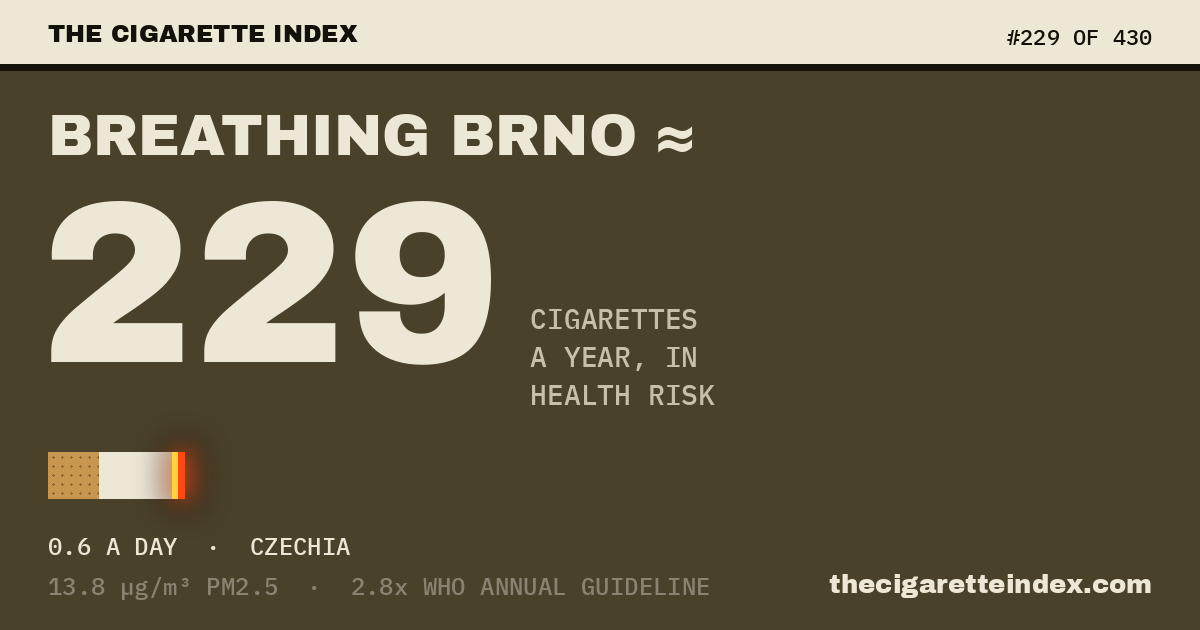 THE CIGARETTE INDEX
#229 OF 430
BREATHING BRNO ≈
229
CIGARETTES
A YEAR, IN
HEALTH RISK
0.6 A DAY · CZECHIA
13.8 µg/m³ PM2.5 · 2.8x WHO ANNUAL GUIDELINE
thecigaretteindex.com